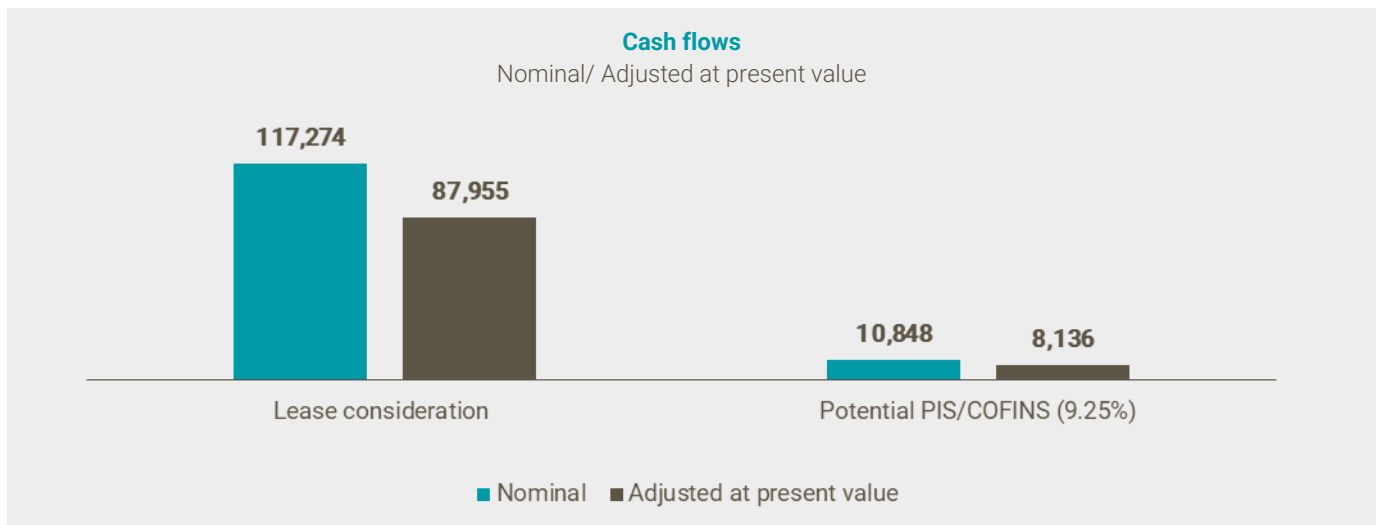 Cash flows
Nominal/ Adjusted at present value
117,274
87,955
10,848
8,136
Lease consideration
Potential PIS/COFINS (9.25%)
Nominal
Adjusted at present value